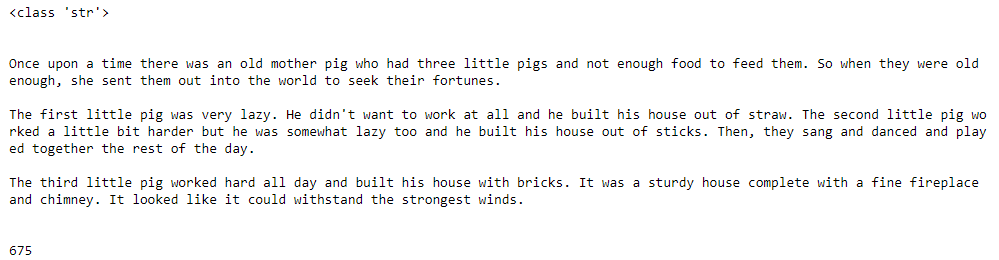 <class 'str'>
Once upon a time there was an old mother pig who had three little pigs and not enough food to feed them. So when they were old
enough, she sent them out into the world to seek their fortunes.
The first little pig was very lazy. He didn't want to work at all and he built his house out of straw. The second little pig wo
rked a little bit harder but he was somewhat lazy too and he built his house out of sticks. Then, they sang and danced and play
ed together the rest of the day.
The third little pig worked hard all day and built his house with bricks. It was a sturdy house complete with a fine fireplace
and chimney. It looked like it could withstand the strongest winds.
675